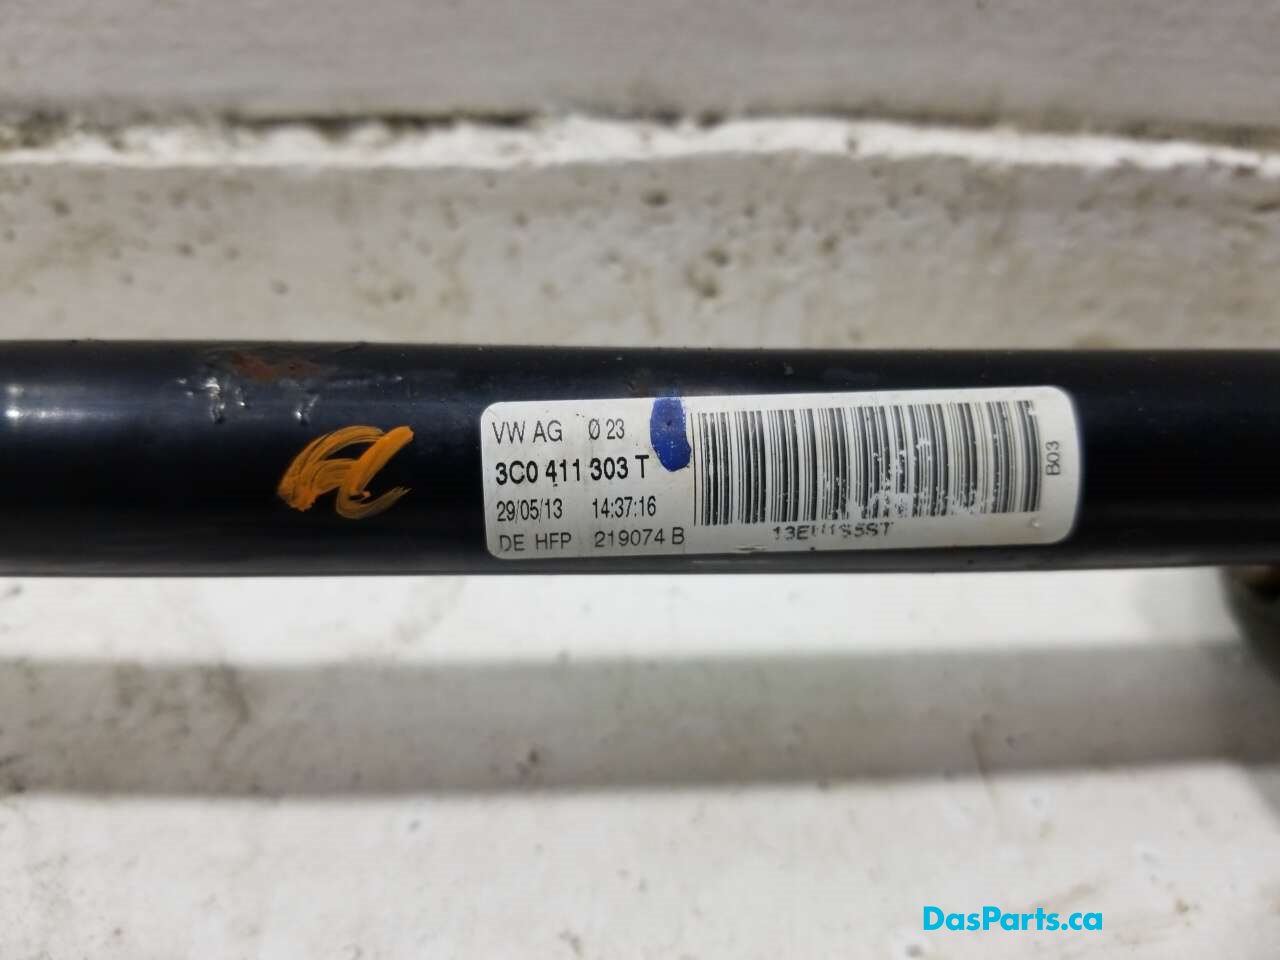 VW AG Ø 23
3C0 411 303 T
29/05/13 14:37:16
DE HFP 219074 B
B03
DasParts.ca